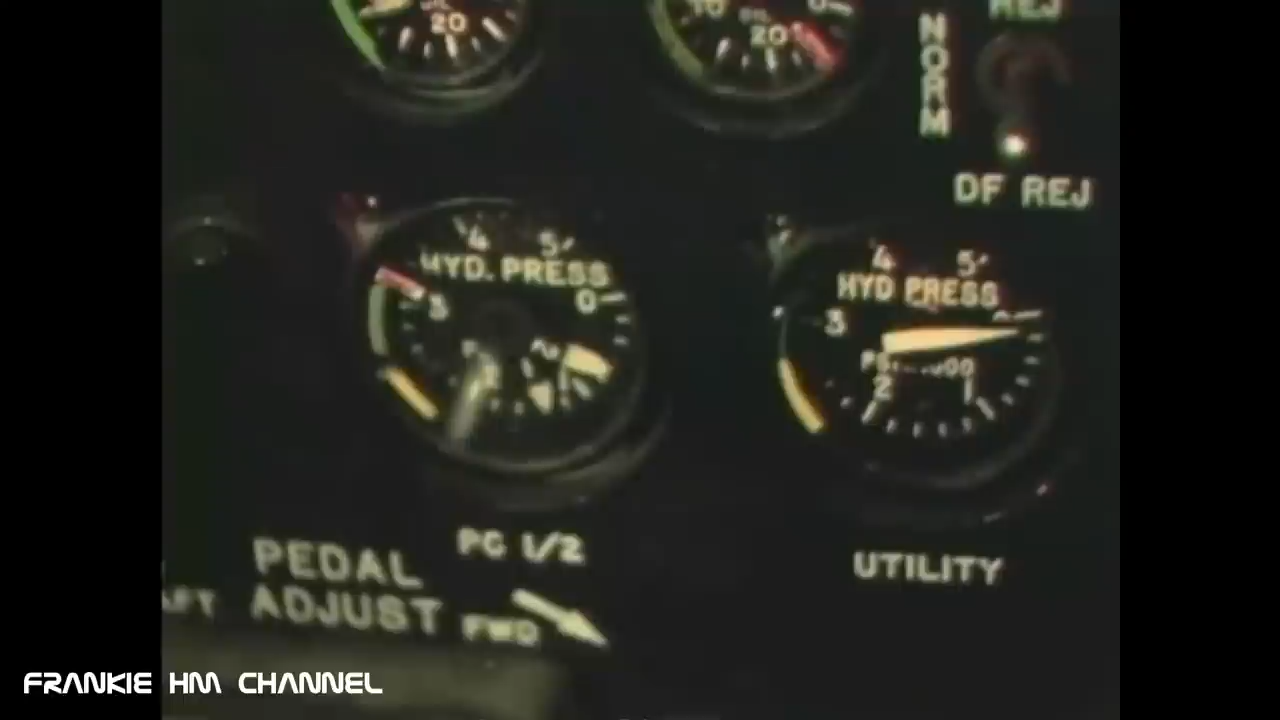 REJ
20
10
20
0
NORM
DF REJ
4
5
HYD. PRESS
3
0
4
5
HYD PRESS
3
2
1
PC 1/2
UTILITY
PEDAL
ADJUST
FWD
FRANKIE HM CHANNEL